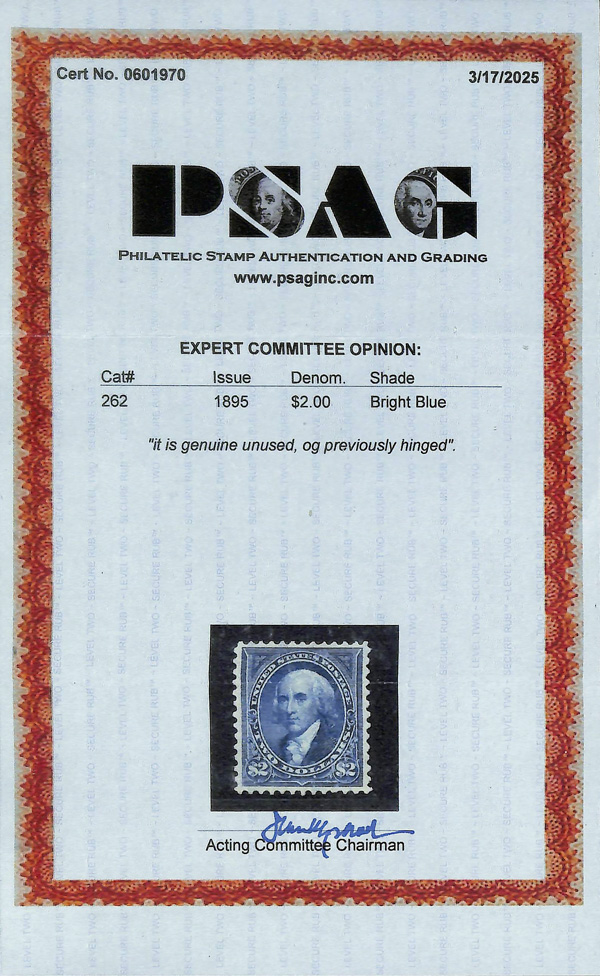 Cert No. 0601970 3/17/2025
PSAG
PHILATELIC STAMP AUTHENTICATION AND GRADING
www.psaginc.com
EXPERT COMMITTEE OPINION:
Cat# Issue Denom. Shade
262 1895 $2.00 Bright Blue
"it is genuine unused, og previously hinged".
UNITED STATES POSTAGE
TWO DOLLARS
$2 $2
Acting Committee Chairman